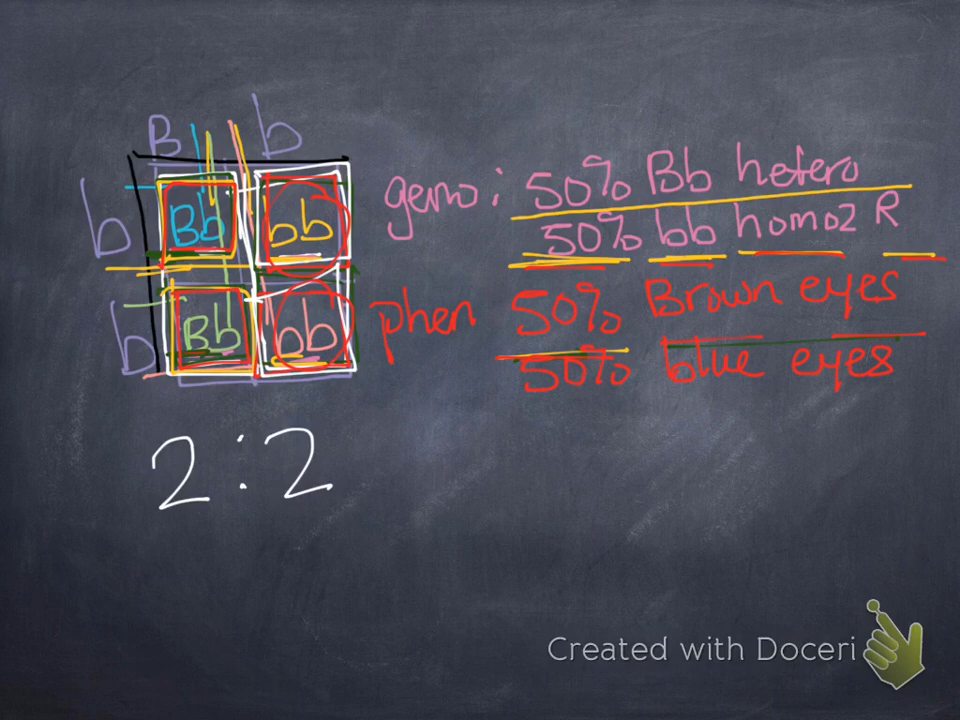 B b
b Bb bb
b Bb bb
geno: 50% Bb hetero
50% bb homoz R
phen 50% Brown eyes
50% blue eyes
2:2
Created with Doceri